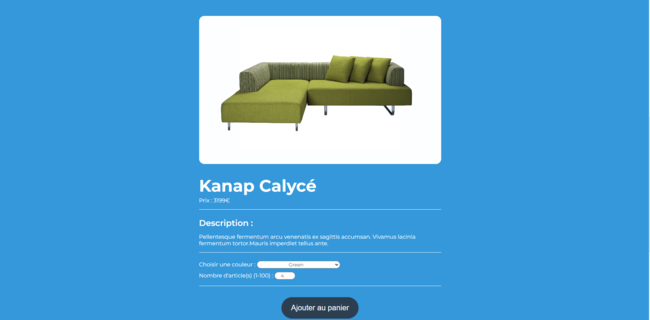 Kanap Calycé
Prix : 3199€
Description :
Pellentesque fermentum arcu venenatis ex sagittis accumsan. Vivamus lacinia
fermentum tortor.Mauris imperdiet tellus ante.
Choisir une couleur : Green
Nombre d'article(s) (1-100) :
Ajouter au panier